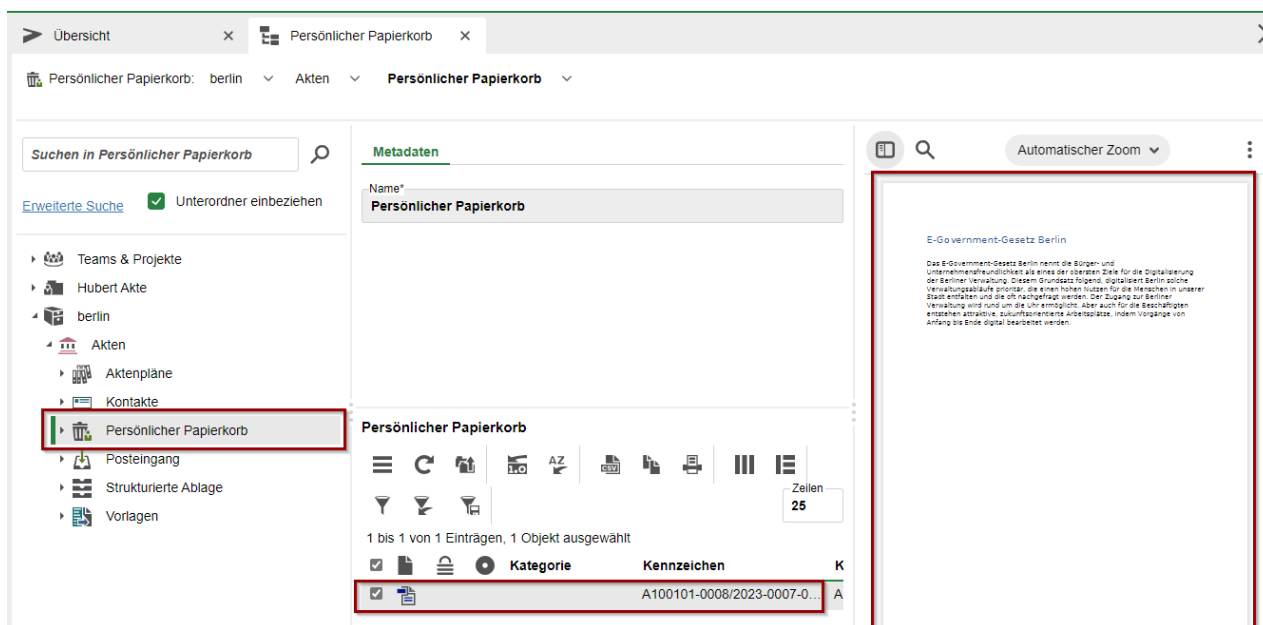 Übersicht
Persönlicher Papierkorb
Persönlicher Papierkorb: berlin Akten Persönlicher Papierkorb
Suchen in Persönlicher Papierkorb
Erweiterte Suche
Unterordner einbeziehen
Teams & Projekte
Hubert Akte
berlin
Akten
Aktenpläne
Kontakte
Persönlicher Papierkorb
Posteingang
Strukturierte Ablage
Vorlagen
Metadaten
Name*
Persönlicher Papierkorb
Persönlicher Papierkorb
1.0
AZ
CSV
Zeilen
25
1 bis 1 von 1 Einträgen, 1 Objekt ausgewählt
Kategorie Kennzeichen K
A100101-0008/2023-0007-0... A
Automatischer Zoom
E-Government-Gesetz Berlin
Das E-Government-Gesetz Berlin nennt die Bürger- und
Unternehmensfreundlichkeit als eines der obersten Ziele für die Digitalisierung
der Berliner Verwaltung. Diesem Grundsatz folgend, digitalisiert Berlin solche
Verwaltungsabläufe prioritär, die einen hohen Nutzen für die Menschen in unserer
Stadt entfalten und die oft nachgefragt werden. Der Zugang zur Berliner
Verwaltung wird rund um die Uhr ermöglicht. Aber auch für die Beschäftigten
entstehen attraktive, zukunftsorientierte Arbeitsplätze, indem Vorgänge von
Anfang bis Ende digital bearbeitet werden.